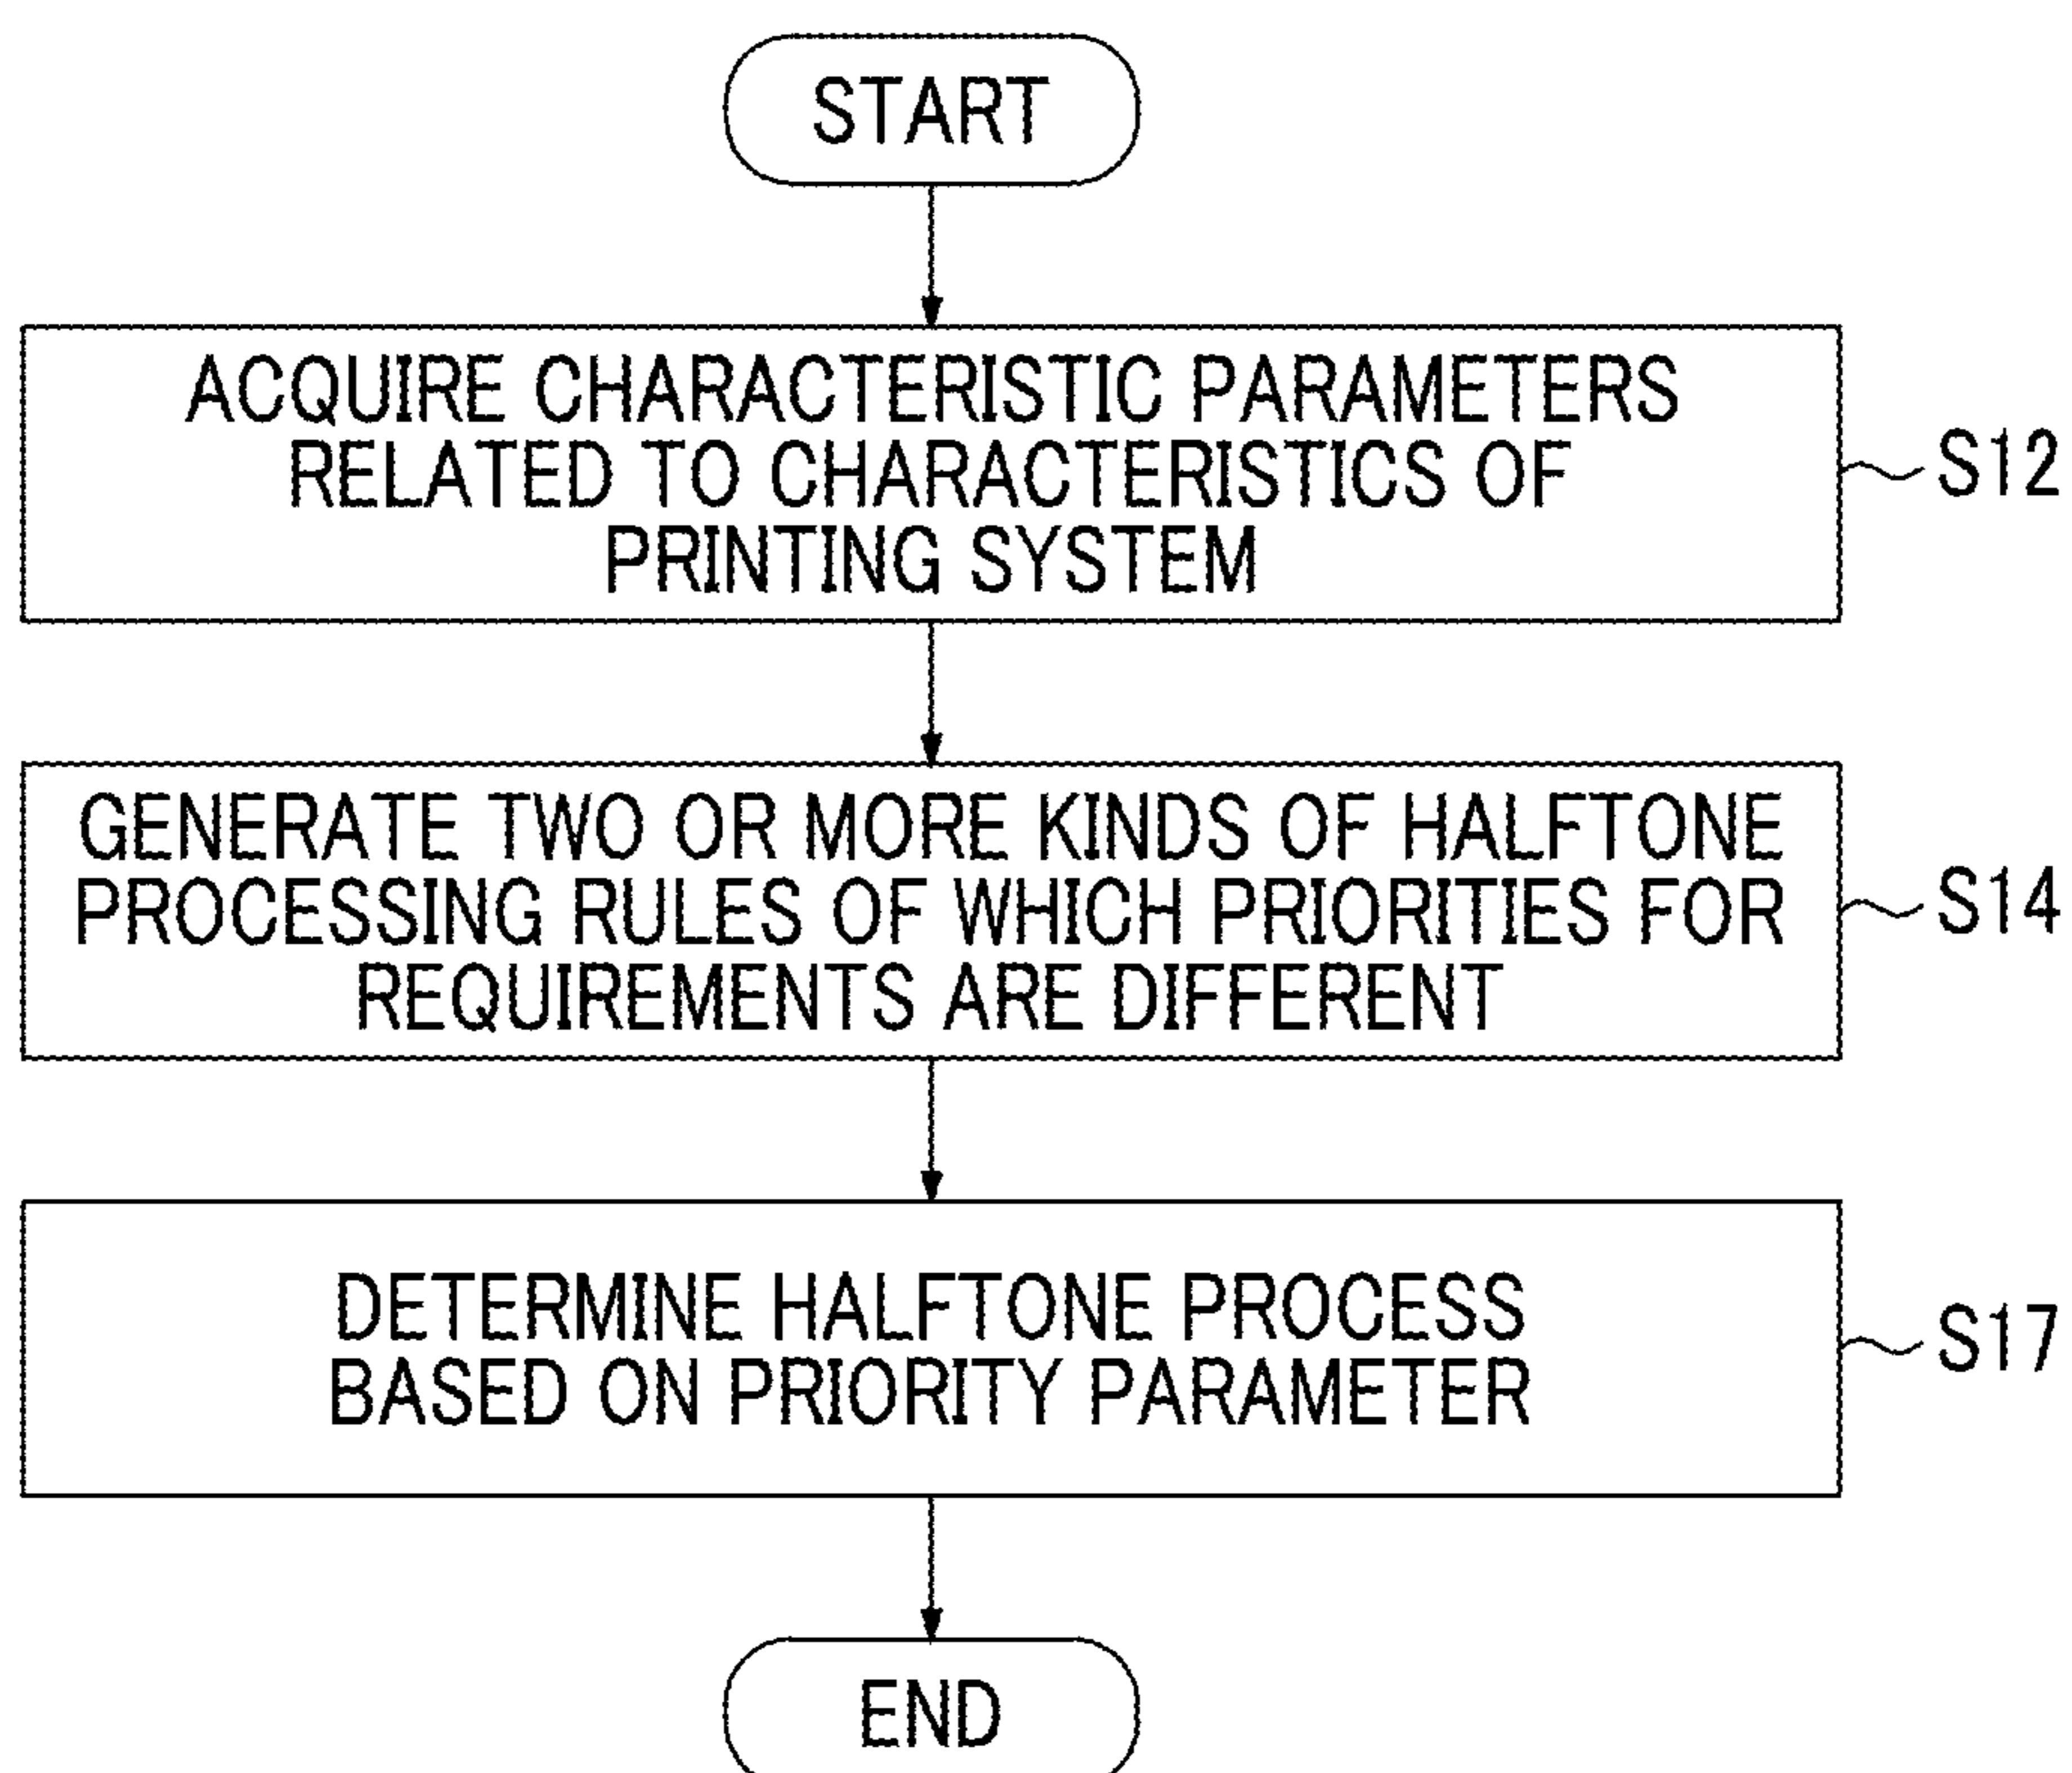 START
ACQUIRE CHARACTERISTIC PARAMETERS
RELATED TO CHARACTERISTICS OF
PRINTING SYSTEM
S12
GENERATE TWO OR MORE KINDS OF HALFTONE
PROCESSING RULES OF WHICH PRIORITIES FOR
REQUIREMENTS ARE DIFFERENT
S14
DETERMINE HALFTONE PROCESS
BASED ON PRIORITY PARAMETER
S17
END